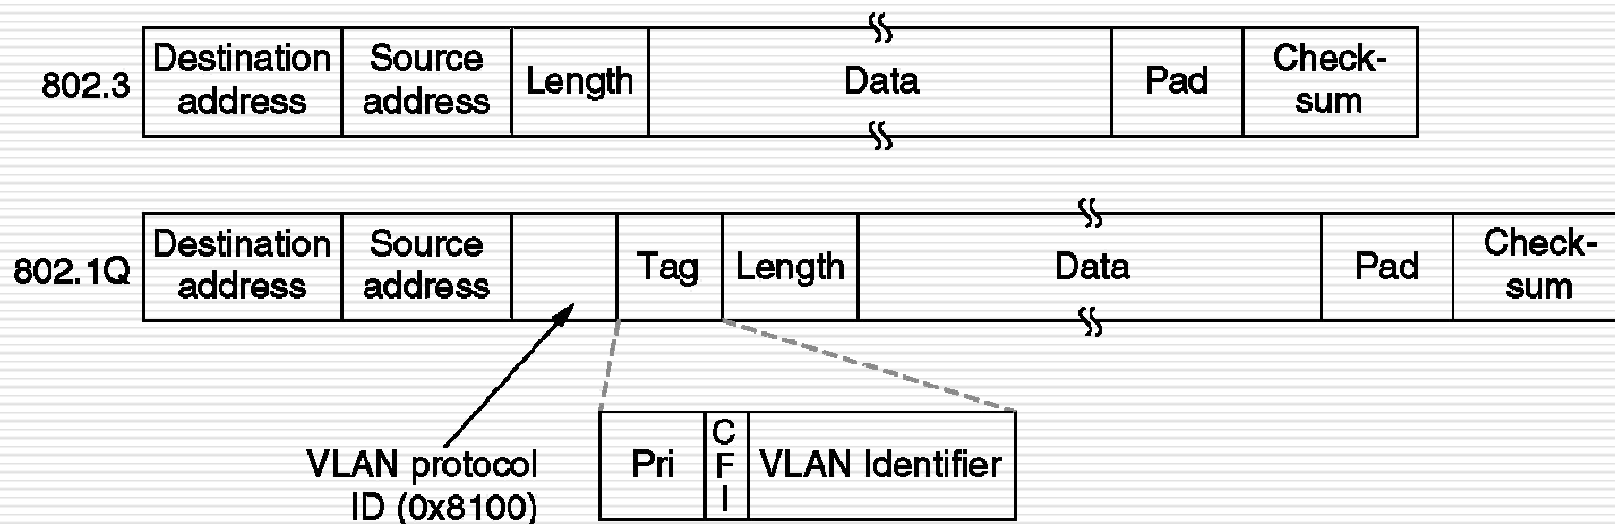 802.3
Destination
address
Source
address
Length
Data
Pad
Check-
sum
802.1Q
Destination
address
Source
address
Tag
Length
Data
Pad
Check-
sum
VLAN protocol
ID (0x8100)
Pri
C
F
I
VLAN Identifier